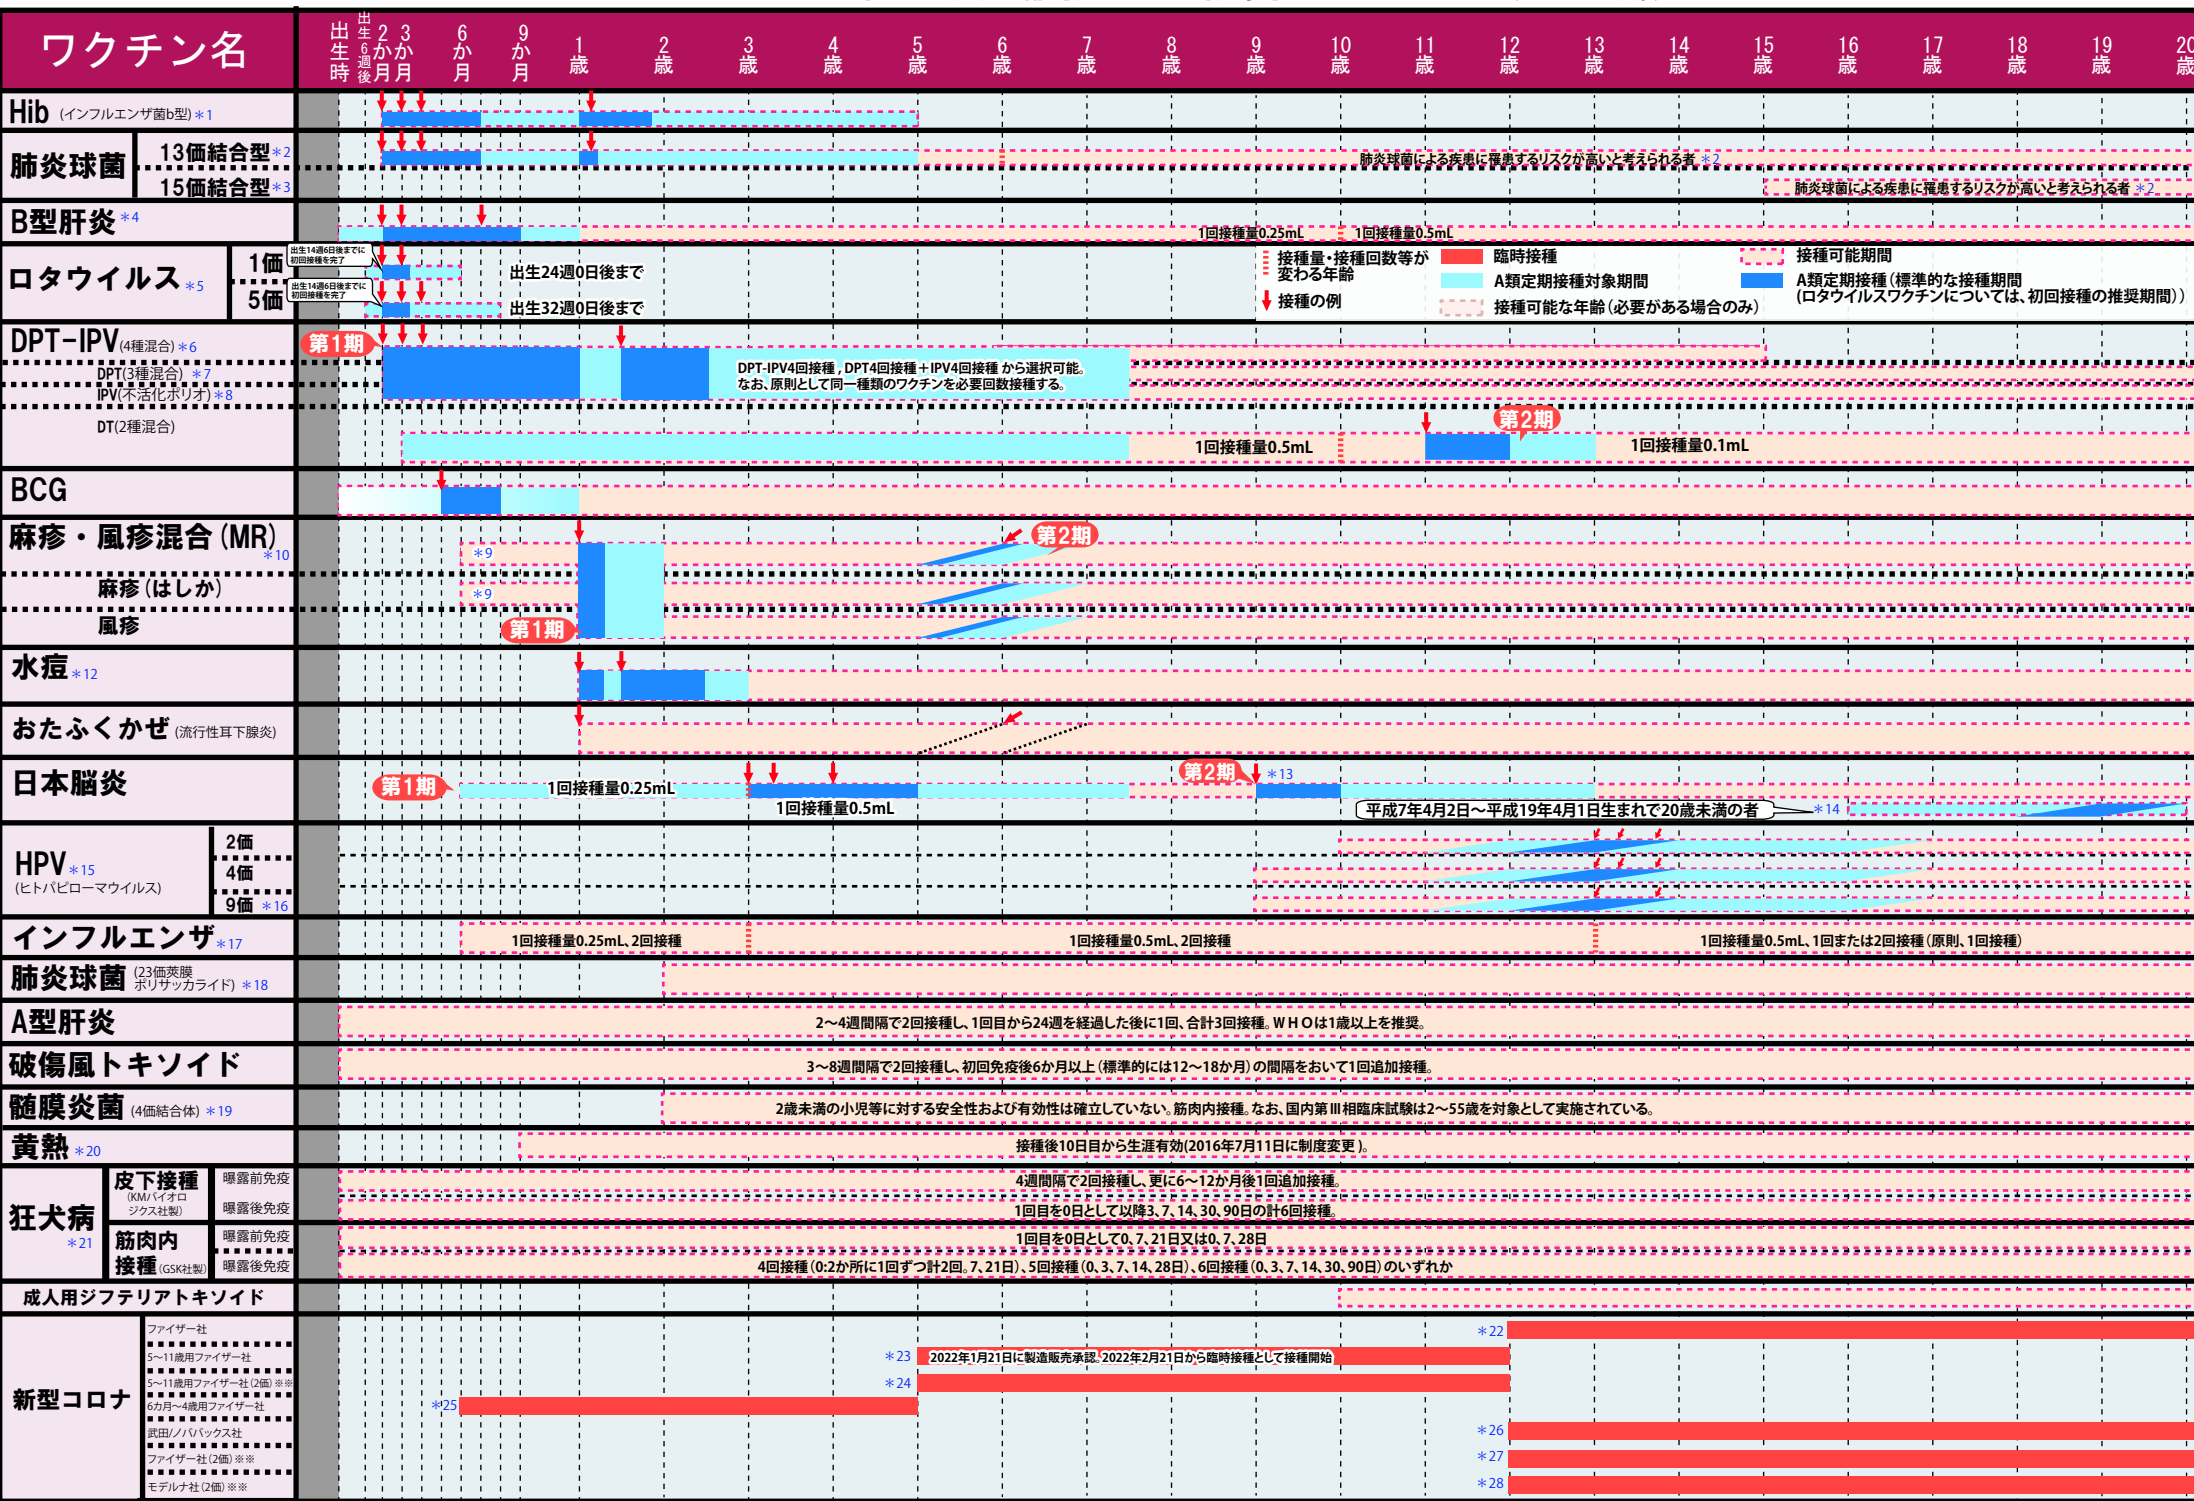 ワクチン名
出生時
出生6週後
2か月
3か月
6か月
9か月
1歳
2歳
3歳
4歳
5歳
6歳
7歳
8歳
9歳
10歳
11歳
12歳
13歳
14歳
15歳
16歳
17歳
18歳
19歳
20歳
Hib (インフルエンザ菌b型) *1
肺炎球菌
13価結合型*2
肺炎球菌による疾患に罹患するリスクが高いと考えられる者 *2
15価結合型*3
肺炎球菌による疾患に罹患するリスクが高いと考えられる者 *2
B型肝炎 *4
1回接種量0.25mL
1回接種量0.5mL
ロタウイルス *5
1価
出生14週6日後までに
初回接種を完了
出生24週0日後まで
5価
出生14週6日後までに
初回接種を完了
出生32週0日後まで
接種量・接種回数等が
変わる年齢
接種の例
臨時接種
A類定期接種対象期間
接種可能な年齢(必要がある場合のみ)
接種可能期間
A類定期接種(標準的な接種期間
(ロタウイルスワクチンについては、初回接種の推奨期間))
DPT-IPV(4種混合) *6
第1期
DPT(3種混合) *7
IPV(不活化ポリオ) *8
DPT-IPV4回接種 , DPT4回接種+IPV4回接種 から選択可能。
なお、原則として同一種類のワクチンを必要回数接種する。
DT(2種混合)
1回接種量0.5mL
第2期
1回接種量0.1mL
BCG
麻疹・風疹混合(MR)
*10
*9
第2期
麻疹(はしか)
*9
風疹
第1期
水痘 *12
おたふくかぜ (流行性耳下腺炎)
日本脳炎
第1期
1回接種量0.25mL
1回接種量0.5mL
第2期
*13
平成7年4月2日~平成19年4月1日生まれで20歳未満の者
*14
HPV *15
(ヒトパピローマウイルス)
2価
4価
9価 *16
インフルエンザ *17
1回接種量0.25mL、2回接種
1回接種量0.5mL、2回接種
1回接種量0.5mL、1回または2回接種(原則、1回接種)
肺炎球菌 (23価莢膜
ポリサッカライド) *18
A型肝炎
2~4週間隔で2回接種し、1回目から24週を経過した後に1回、合計3回接種。WHOは1歳以上を推奨。
破傷風トキソイド
3~8週間隔で2回接種し、初回免疫後6か月以上(標準的には12~18か月)の間隔をおいて1回追加接種。
髄膜炎菌 (4価結合体) *19
2歳未満の小児等に対する安全性および有効性は確立していない。筋肉内接種。なお、国内第Ⅲ相臨床試験は2~55歳を対象として実施されている。
黄熱 *20
接種後10日目から生涯有効(2016年7月11日に制度変更 )。
狂犬病
*21
皮下接種
(KMバイオロ
ジクス社製)
曝露前免疫
4週間隔で2回接種し、更に6~12か月後1回追加接種。
曝露後免疫
1回目を0日として以降3、7、14、30、90日の計6回接種。
筋肉内
接種 (GSK社製)
曝露前免疫
1回目を0日として0、7、21日又は0、7、28日
曝露後免疫
4回接種(0:2か所に1回ずつ計2回。7、21日)、5回接種(0、3、7、14、28日)、6回接種(0、3、7、14、30、90日)のいずれか
成人用ジフテリアトキソイド
新型コロナ
ファイザー社
*22
5~11歳用ファイザー社
*23
2022年1月21日に製造販売承認。2022年2月21日から臨時接種として接種開始
5~11歳用ファイザー社(2価)※※
*24
6カ月~4歳用ファイザー社
*25
武田/ノババックス社
*26
ファイザー社(2価)※※
*27
モデルナ社(2価)※※
*28